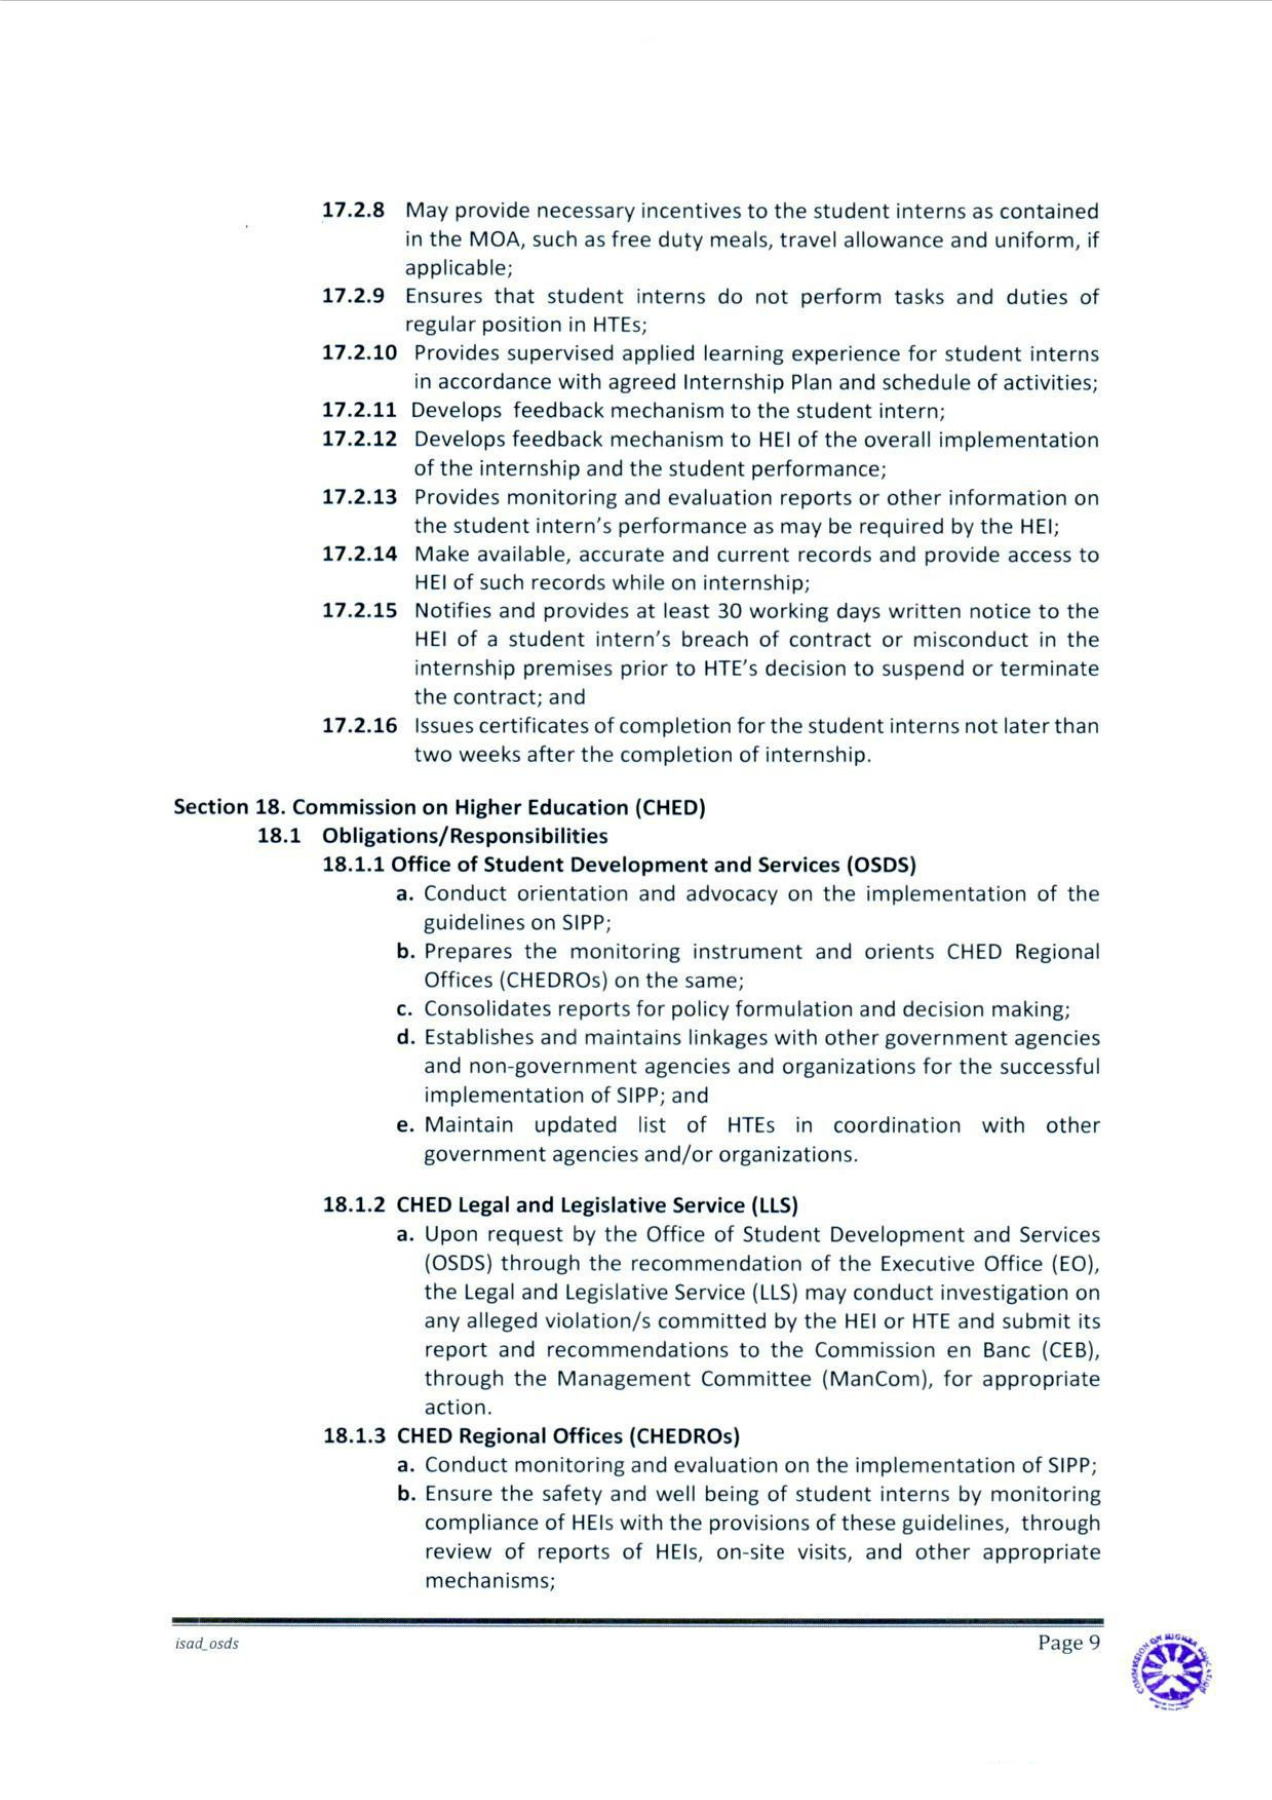 17.2.8 May provide necessary incentives to the student interns as contained
in the MOA, such as free duty meals, travel allowance and uniform, if
applicable;
17.2.9 Ensures that student interns do not perform tasks and duties of
regular position in HTEs;
17.2.10 Provides supervised applied learning experience for student interns
in accordance with agreed Internship Plan and schedule of activities;
17.2.11 Develops feedback mechanism to the student intern;
17.2.12 Develops feedback mechanism to HEI of the overall implementation
of the internship and the student performance;
17.2.13 Provides monitoring and evaluation reports or other information on
the student intern's performance as may be required by the HEI;
17.2.14 Make available, accurate and current records and provide access to
HEI of such records while on internship;
17.2.15 Notifies and provides at least 30 working days written notice to the
HEI of a student intern's breach of contract or misconduct in the
internship premises prior to HTE's decision to suspend or terminate
the contract; and
17.2.16 Issues certificates of completion for the student interns not later than
two weeks after the completion of internship.
Section 18. Commission on Higher Education (CHED)
18.1 Obligations/Responsibilities
18.1.1 Office of Student Development and Services (OSDS)
a. Conduct orientation and advocacy on the implementation of the
guidelines on SIPP;
b. Prepares the monitoring instrument and orients CHED Regional
Offices (CHEDROs) on the same;
c. Consolidates reports for policy formulation and decision making;
d. Establishes and maintains linkages with other government agencies
and non-government agencies and organizations for the successful
implementation of SIPP; and
e. Maintain updated list of HTEs in coordination with other
government agencies and/or organizations.
18.1.2 CHED Legal and Legislative Service (LLS)
a. Upon request by the Office of Student Development and Services
(OSDS) through the recommendation of the Executive Office (EO),
the Legal and Legislative Service (LLS) may conduct investigation on
any alleged violation/s committed by the HEI or HTE and submit its
report and recommendations to the Commission en Banc (CEB),
through the Management Committee (ManCom), for appropriate
action.
18.1.3 CHED Regional Offices (CHEDROs)
a. Conduct monitoring and evaluation on the implementation of SIPP;
b. Ensure the safety and well being of student interns by monitoring
compliance of HEIs with the provisions of these guidelines, through
review of reports of HEIs, on-site visits, and other appropriate
mechanisms;
isad_osds
Page 9
COMMISSION ON HIGHER EDUCATION